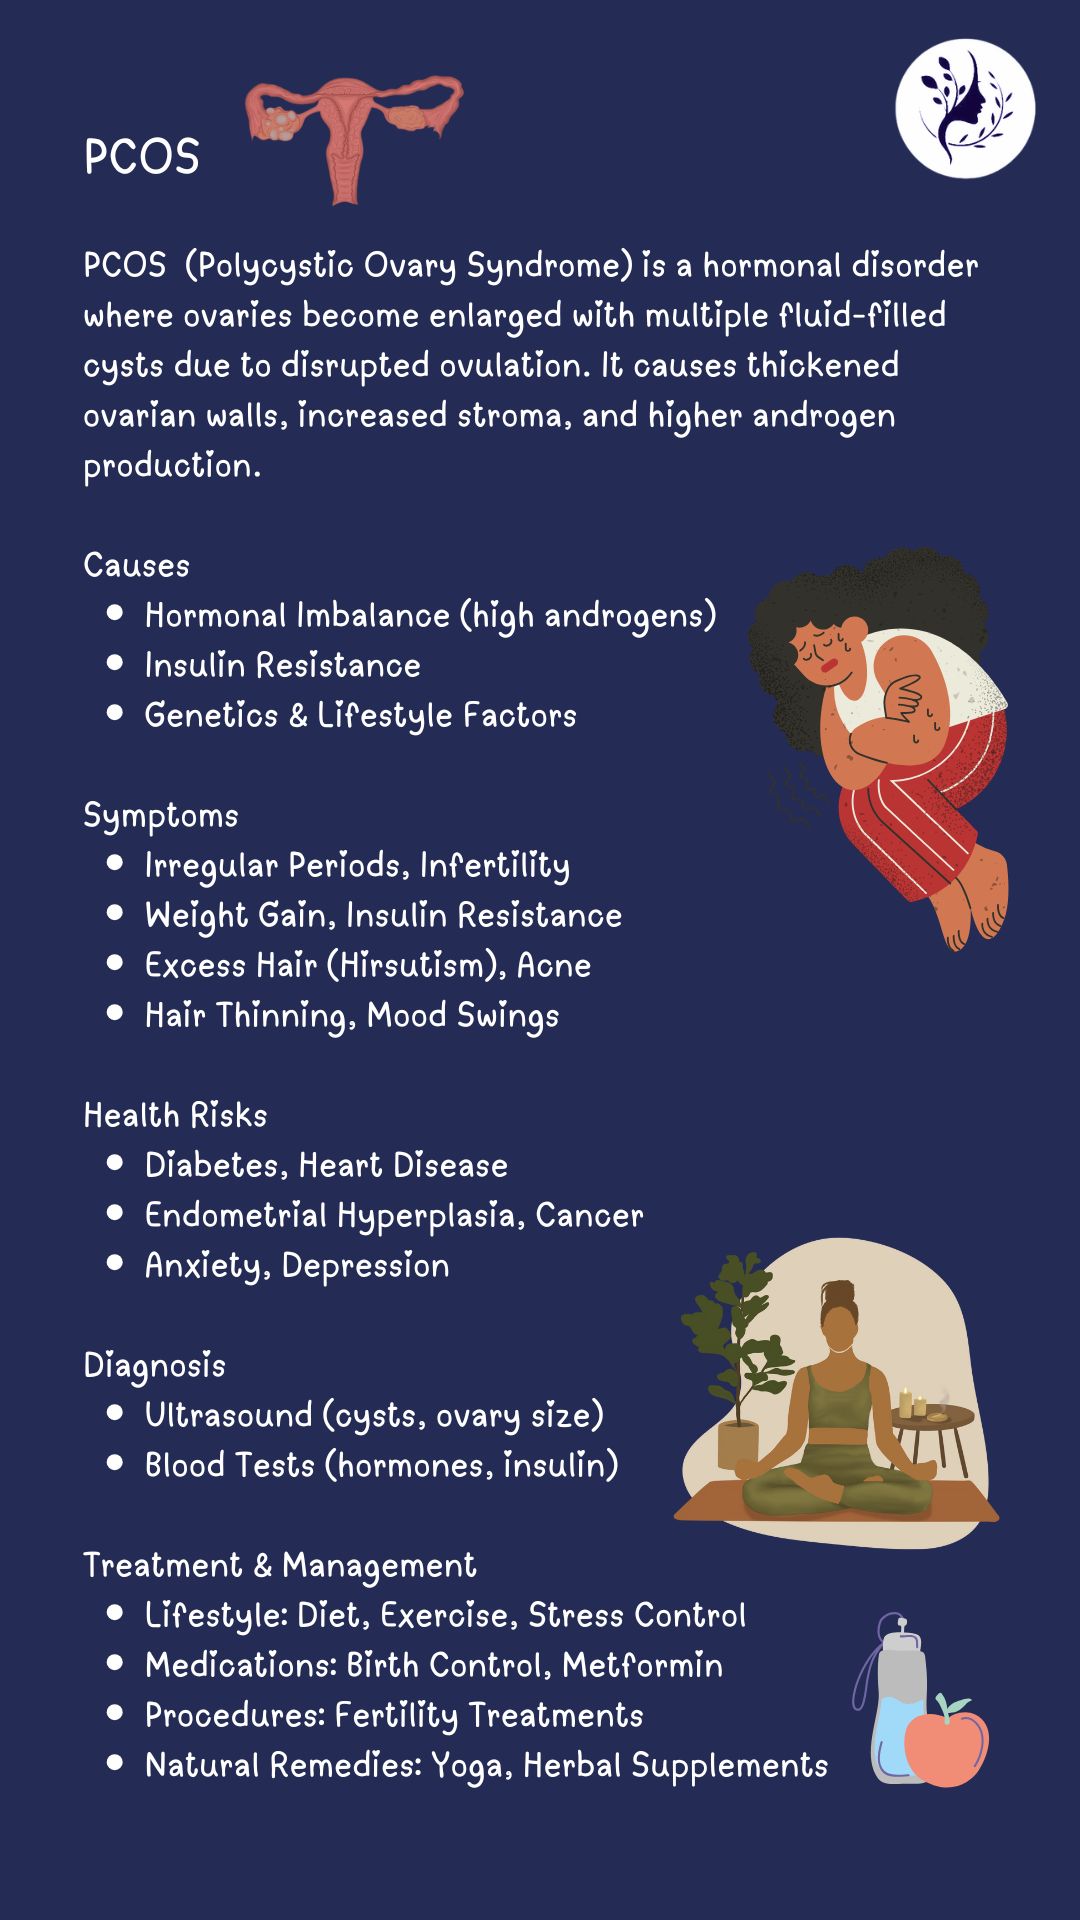 PCOS
PCOS (Polycystic Ovary Syndrome) is a hormonal disorder
where ovaries become enlarged with multiple fluid-filled
cysts due to disrupted ovulation. It causes thickened
ovarian walls, increased stroma, and higher androgen
production.
Causes
• Hormonal Imbalance (high androgens)
• Insulin Resistance
• Genetics & Lifestyle Factors
Symptoms
• Irregular Periods, Infertility
• Weight Gain, Insulin Resistance
• Excess Hair (Hirsutism), Acne
• Hair Thinning, Mood Swings
Health Risks
• Diabetes, Heart Disease
• Endometrial Hyperplasia, Cancer
• Anxiety, Depression
Diagnosis
• Ultrasound (cysts, ovary size)
• Blood Tests (hormones, insulin)
Treatment & Management
• Lifestyle: Diet, Exercise, Stress Control
• Medications: Birth Control, Metformin
• Procedures: Fertility Treatments
• Natural Remedies: Yoga, Herbal Supplements